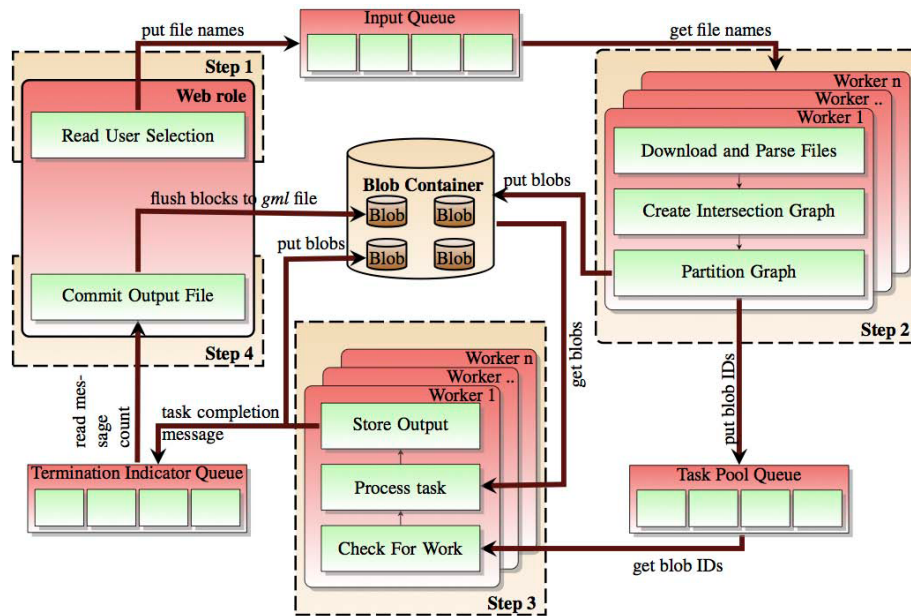 Input Queue
put file names
get file names
Step 1
Web role
Read User Selection
Worker n
Worker ..
Worker 1
Download and Parse Files
Create Intersection Graph
Partition Graph
Step 2
Blob Container
Blob
Blob
Blob
Blob
put blobs
flush blocks to gml file
put blobs
Commit Output File
Step 4
get blobs
put blob IDs
Worker n
Worker ..
Worker 1
Store Output
Process task
Check For Work
Step 3
read mes-
sage
count
task completion
message
Termination Indicator Queue
Task Pool Queue
get blob IDs